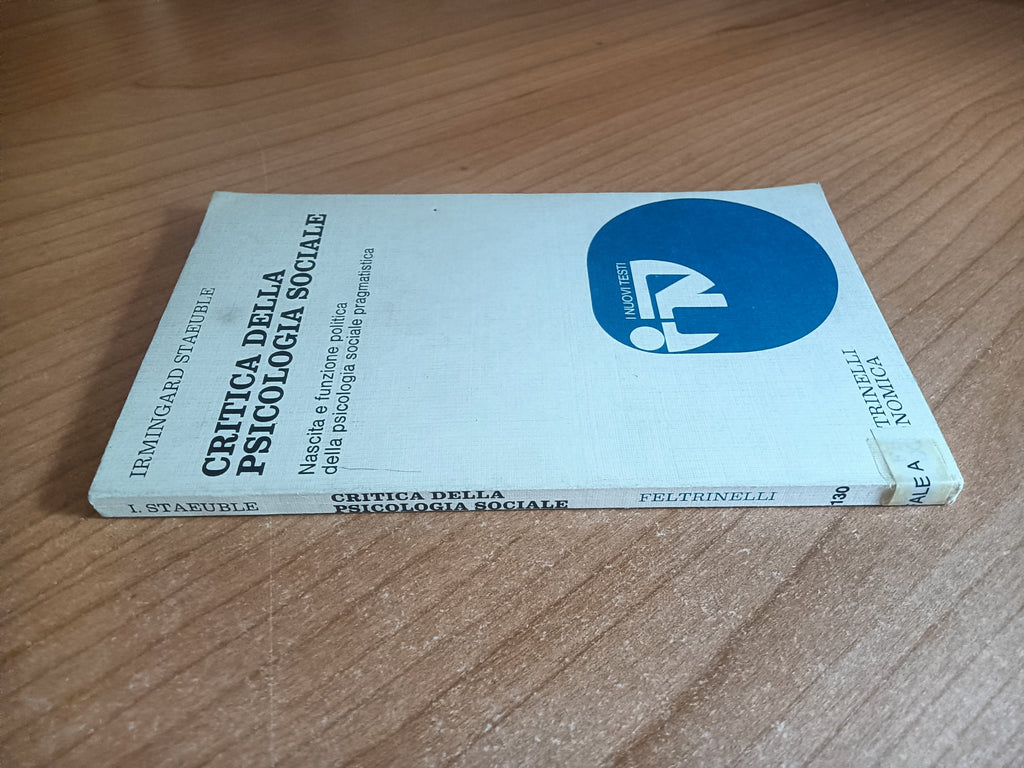 IRMINGARD STAEUBLE
CRITICA DELLA
PSICOLOGIA SOCIALE
Nascita e funzione politica
della psicologia sociale pragmatistica
I NUOVI TESTI
TRINELLI
NOMICA
I. STAEUBLE
CRITICA DELLA
PSICOLOGIA SOCIALE
FELTRINELLI
1130
ALE A